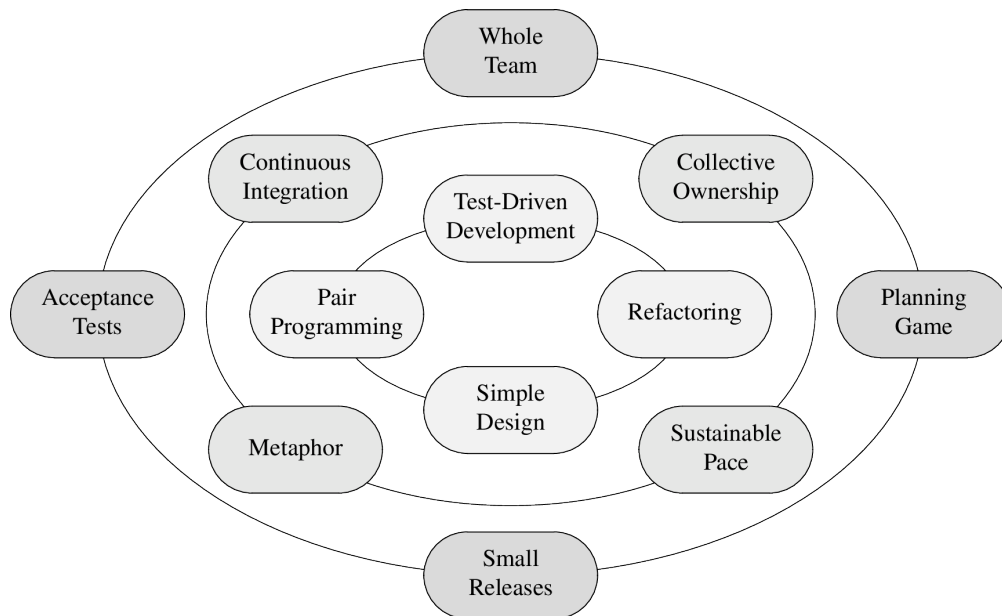 Whole
Team
Continuous
Integration
Collective
Ownership
Test-Driven
Development
Acceptance
Tests
Pair
Programming
Refactoring
Planning
Game
Simple
Design
Metaphor
Sustainable
Pace
Small
Releases